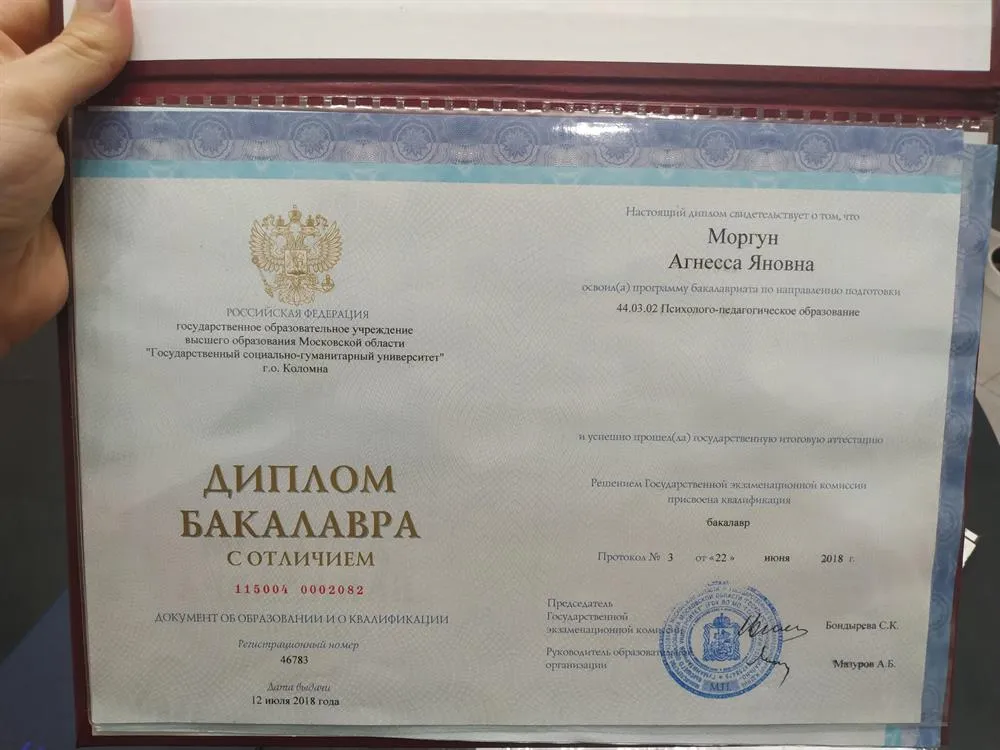 РОССИЙСКАЯ ФЕДЕРАЦИЯ
государственное образовательное учреждение
высшего образования Московской области
"Государственный социально-гуманитарный университет"
г.о. Коломна
ДИПЛОМ
БАКАЛАВРА
С ОТЛИЧИЕМ
115004 0002082
ДОКУМЕНТ ОБ ОБРАЗОВАНИИ И О КВАЛИФИКАЦИИ
Регистрационный номер
46783
Дата выдачи
12 июля 2018 года
Настоящий диплом свидетельствует о том, что
Моргун
Агнесса Яновна
освоил(а) программу бакалавриата по направлению подготовки
44.03.02 Психолого-педагогическое образование
и успешно прошел(ла) государственную итоговую аттестацию
Решением Государственной экзаменационной комиссии
присвоена квалификация
бакалавр
Протокол № 3 от «22 » июня 2018 г.
Председатель
Государственной
экзаменационной комиссии
Бондырева С.К.
Руководитель образовательной
организации
Мазуров А.Б.
М.П.